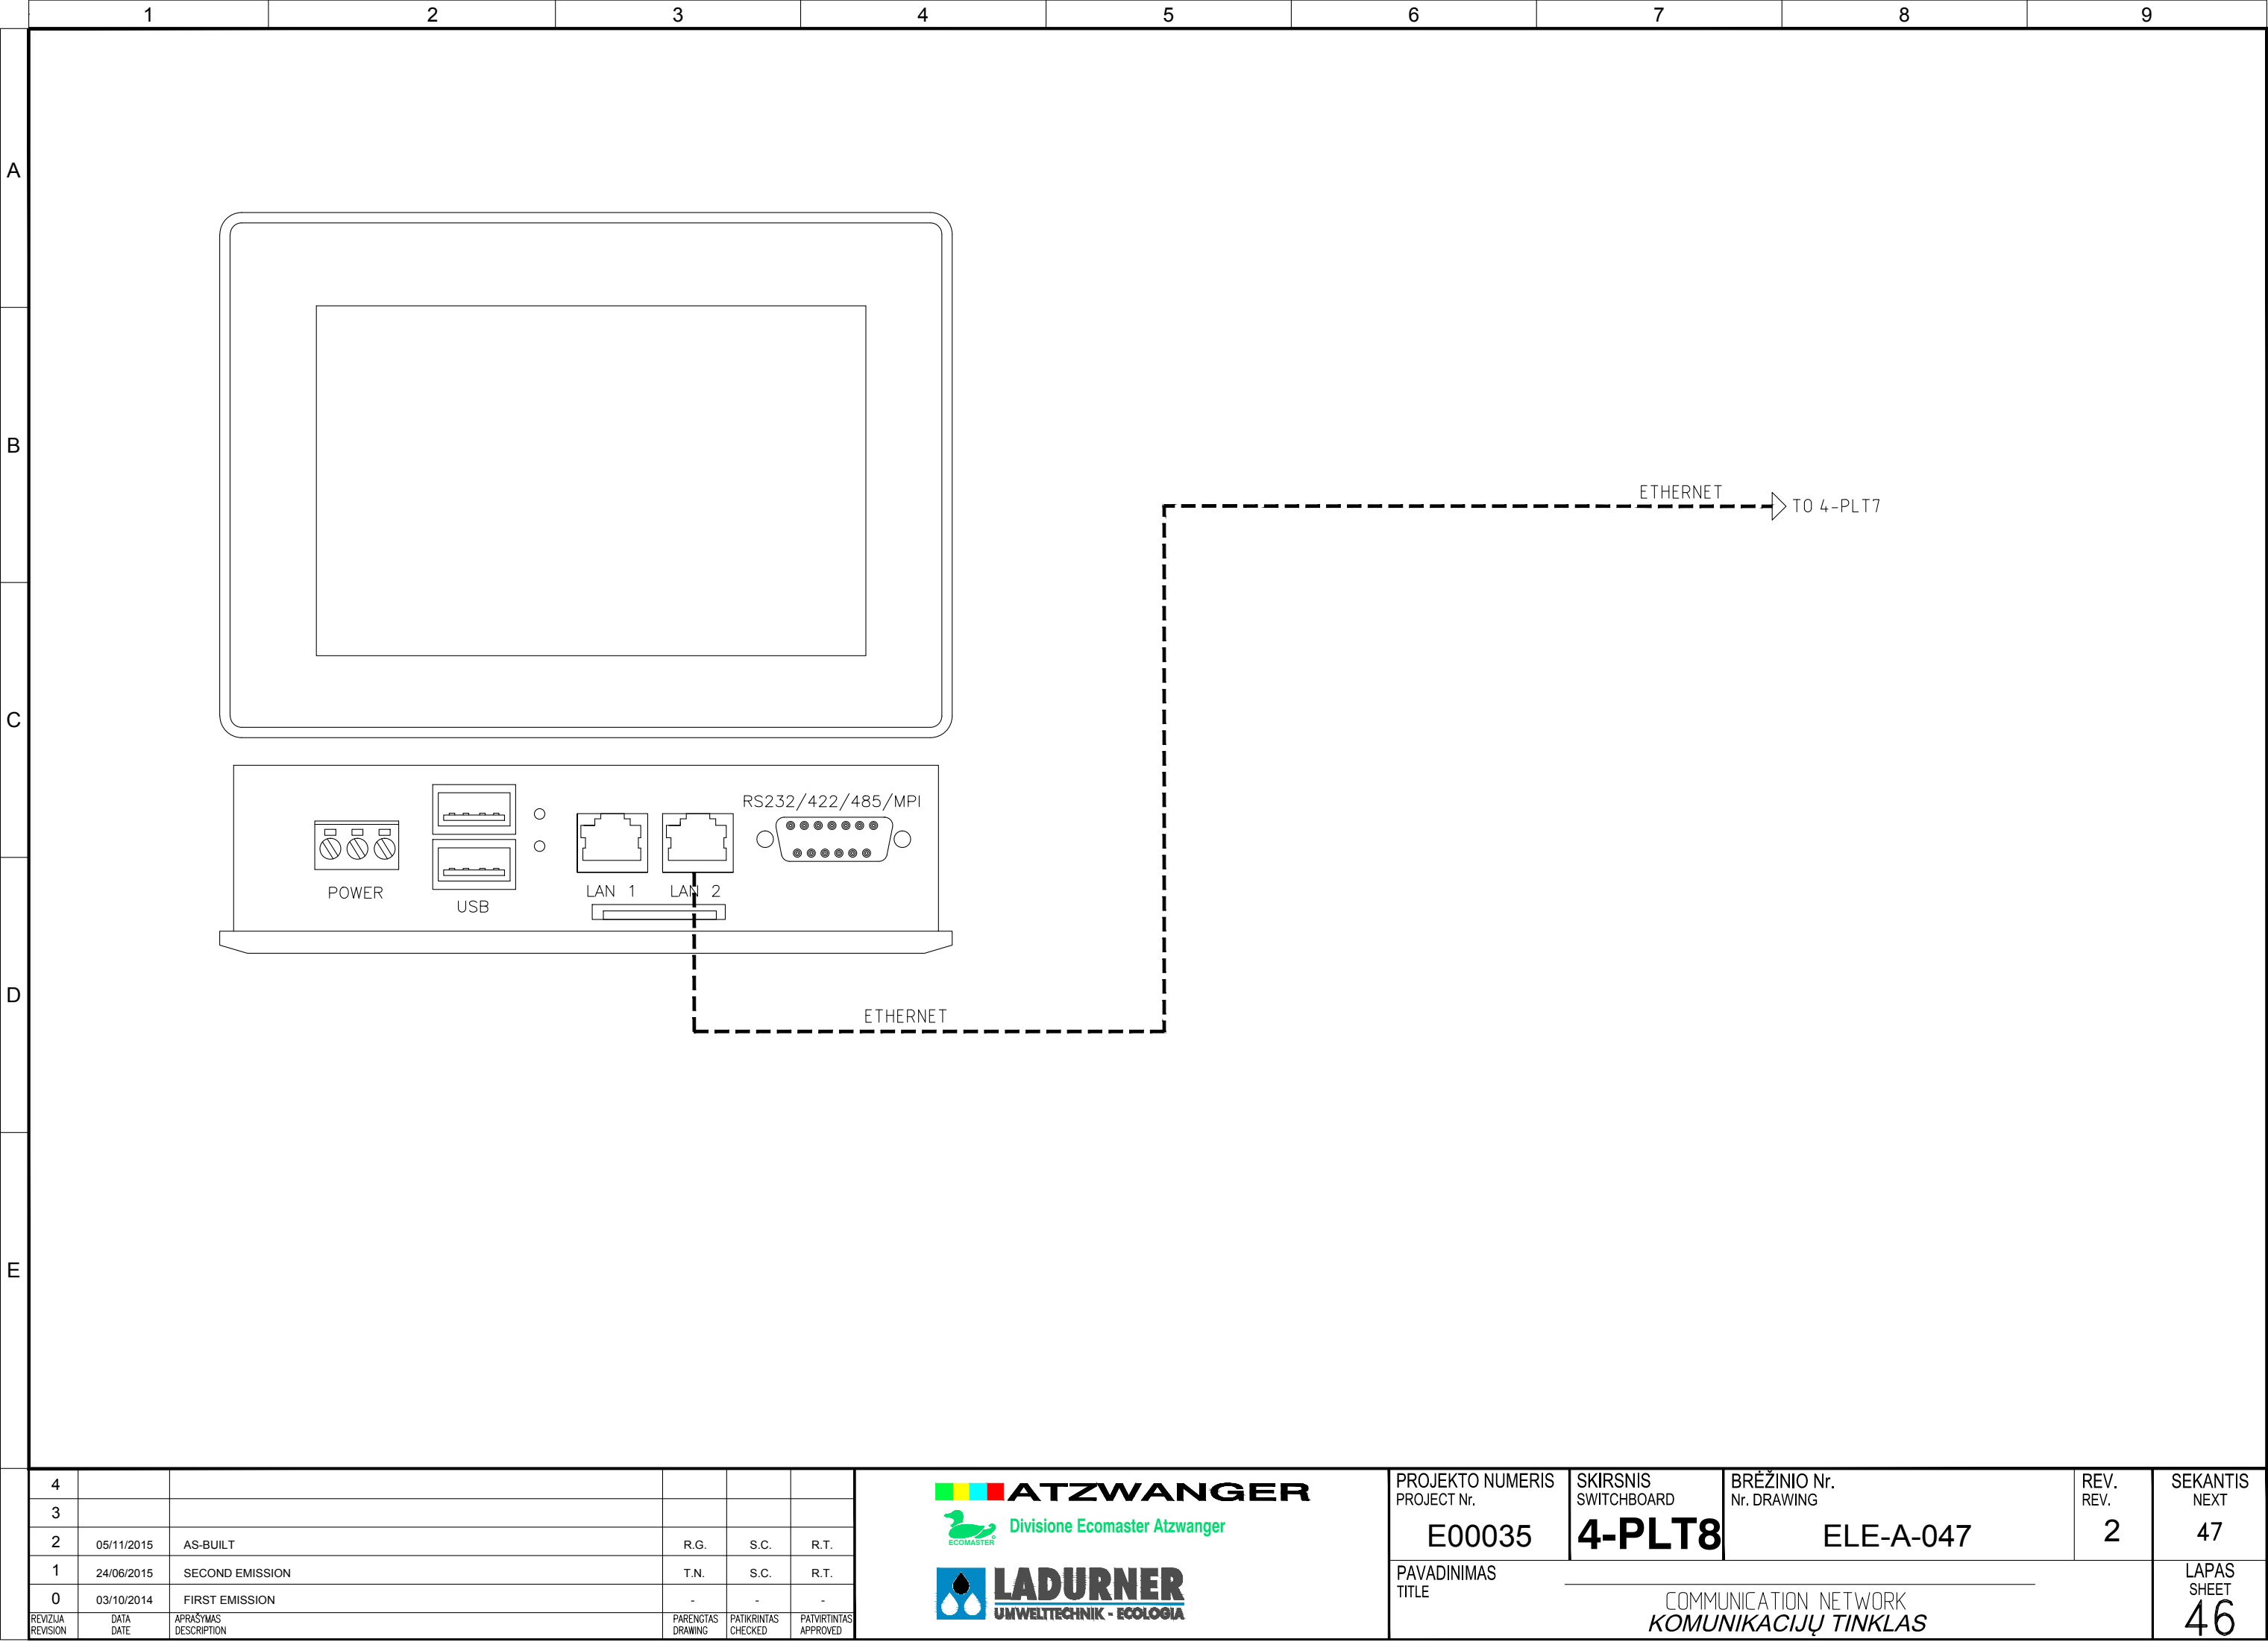 1 2 3 4 5 6 7 8 9
A
B
C
D
E
ETHERNET
TO 4-PLT7
RS232/422/485/MPI
POWER
USB
LAN 1
LAN 2
ETHERNET
4
3
2 05/11/2015 AS-BUILT R.G. S.C. R.T.
1 24/06/2015 SECOND EMISSION T.N. S.C. R.T.
0 03/10/2014 FIRST EMISSION - - -
REVIZIJA DATA APRAŠYMAS PARENGTAS PATIKRINTAS PATVIRTINTAS
REVISION DATE DESCRIPTION DRAWING CHECKED APPROVED
ATZWANGER
ECOMASTER
Divisione Ecomaster Atzwanger
LADURNER
UMWELTTECHNIK - ECOLOGIA
PROJEKTO NUMERIS
PROJECT Nr.
E00035
SKIRSNIS
SWITCHBOARD
4-PLT8
BRĖŽINIO Nr.
Nr. DRAWING
ELE-A-047
REV.
REV.
2
SEKANTIS
NEXT
47
PAVADINIMAS
TITLE
COMMUNICATION NETWORK
KOMUNIKACIJŲ TINKLAS
LAPAS
SHEET
46